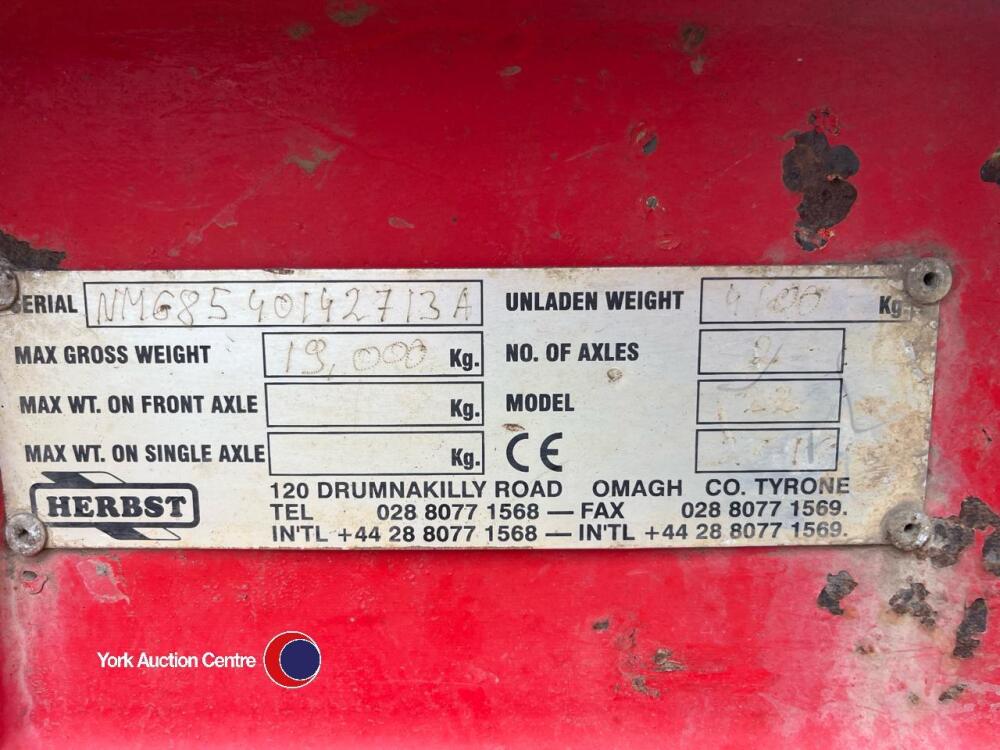 SERIAL NM68540142713A UNLADEN WEIGHT Kg.
MAX GROSS WEIGHT 19,000 Kg. NO. OF AXLES 2
MAX WT. ON FRONT AXLE Kg. MODEL 22
MAX WT. ON SINGLE AXLE Kg. CE
HERBST
120 DRUMNAKILLY ROAD OMAGH CO. TYRONE
TEL 028 8077 1568 — FAX 028 8077 1569.
IN'TL +44 28 8077 1568 — IN'TL +44 28 8077 1569.
York Auction Centre